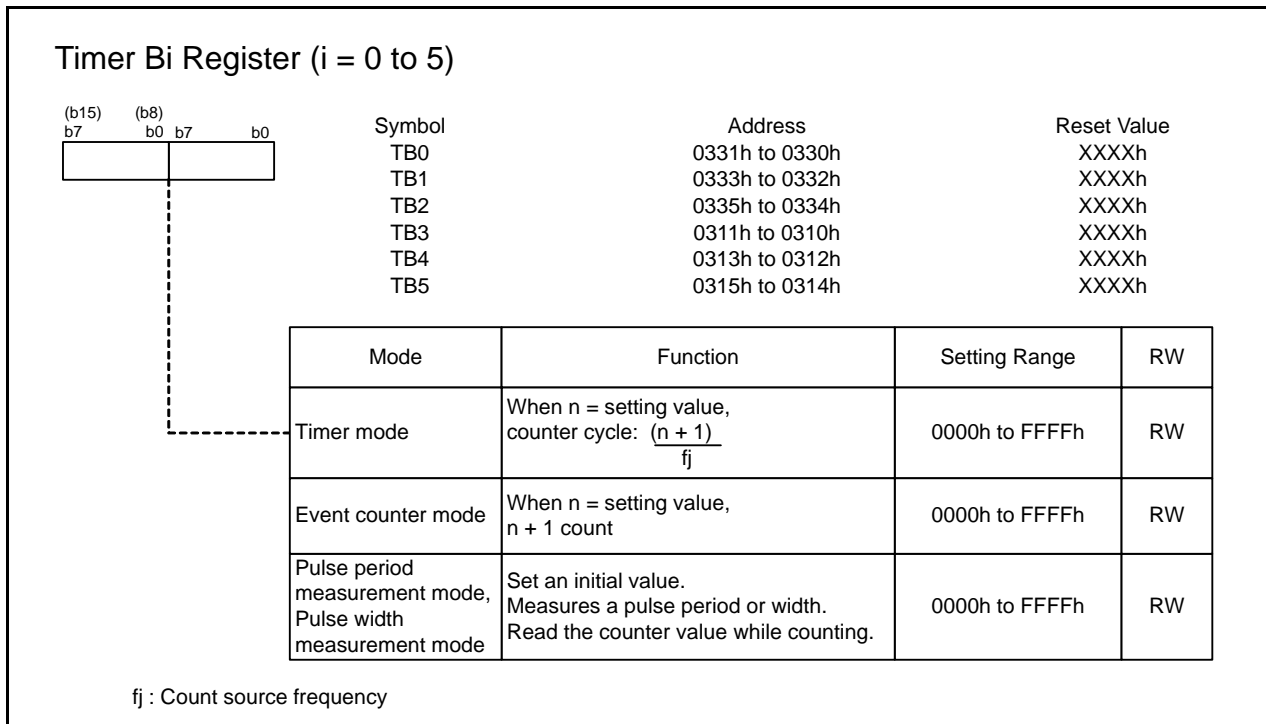 Timer Bi Register (i = 0 to 5)
(b15) (b8)
b7 b0 b7 b0
Symbol Address Reset Value
TB0 0331h to 0330h XXXXh
TB1 0333h to 0332h XXXXh
TB2 0335h to 0334h XXXXh
TB3 0311h to 0310h XXXXh
TB4 0313h to 0312h XXXXh
TB5 0315h to 0314h XXXXh
Mode Function Setting Range RW
Timer mode
When n = setting value,
counter cycle: (n + 1)
fj
0000h to FFFFh RW
Event counter mode
When n = setting value,
n + 1 count
0000h to FFFFh RW
Pulse period
measurement mode,
Pulse width
measurement mode
Set an initial value.
Measures a pulse period or width.
Read the counter value while counting.
0000h to FFFFh RW
fj : Count source frequency